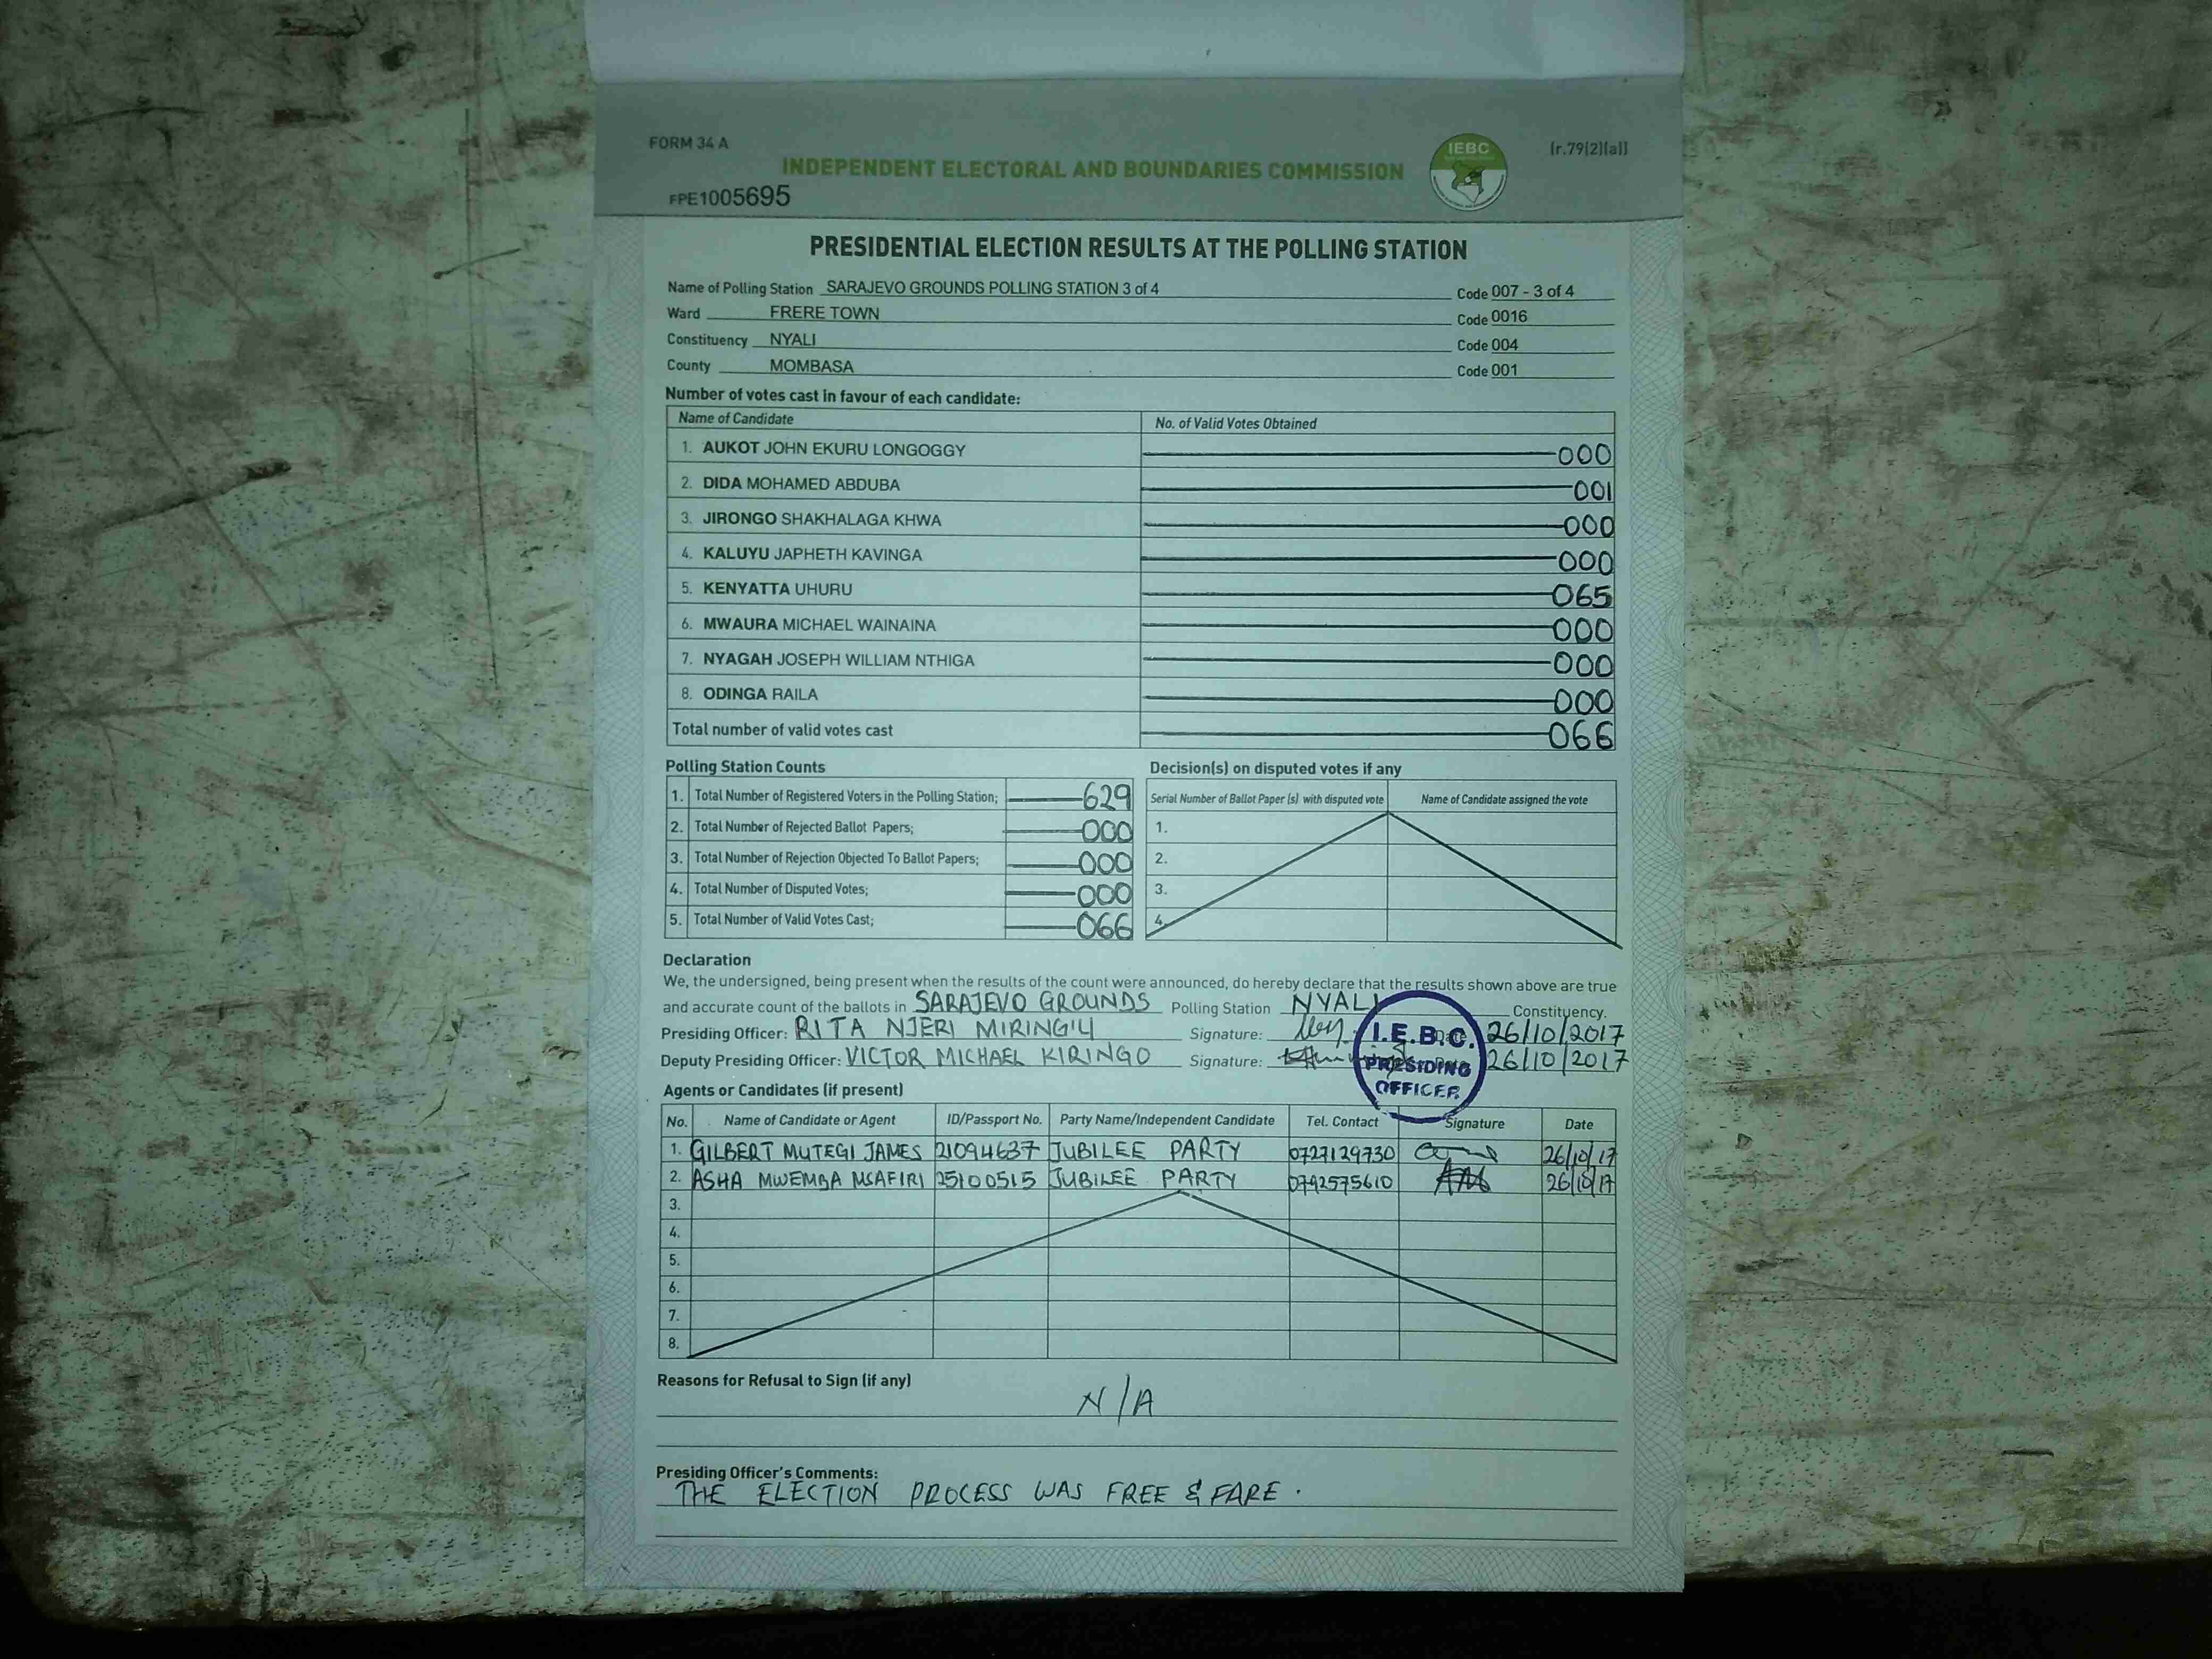 FORM 34 A
IEBC
[r.79(2)(a)]
INDEPENDENT ELECTORAL AND BOUNDARIES COMMISSION
FPE1005695
PRESIDENTIAL ELECTION RESULTS AT THE POLLING STATION
Name of Polling Station SARAJEVO GROUNDS POLLING STATION 3 of 4 Code 007 - 3 of 4
Ward FRERE TOWN Code 0016
Constituency NYALI Code 004
County MOMBASA Code 001
Number of votes cast in favour of each candidate:
Name of Candidate No. of Valid Votes Obtained
1. AUKOT JOHN EKURU LONGOGGY 000
2. DIDA MOHAMED ABDUBA 001
3. JIRONGO SHAKHALAGA KHWA 000
4. KALUYU JAPHETH KAVINGA 000
5. KENYATTA UHURU 065
6. MWAURA MICHAEL WAINAINA 000
7. NYAGAH JOSEPH WILLIAM NTHIGA 000
8. ODINGA RAILA 000
Total number of valid votes cast 066
Polling Station Counts
1. Total Number of Registered Voters in the Polling Station; 629
2. Total Number of Rejected Ballot Papers; 000
3. Total Number of Rejection Objected To Ballot Papers; 000
4. Total Number of Disputed Votes; 000
5. Total Number of Valid Votes Cast; 066
Decision(s) on disputed votes if any
Serial Number of Ballot Paper (s) with disputed vote Name of Candidate assigned the vote
1.
2.
3.
4.
Declaration
We, the undersigned, being present when the results of the count were announced, do hereby declare that the results shown above are true
and accurate count of the ballots in SARAJEVO GROUNDS Polling Station NYALI Constituency.
Presiding Officer: RITA NJERI Signature: Date 26/10/2017
Deputy Presiding Officer: VICTOR MICHAEL KIRINGO Signature: Date 26/10/2017
I.E.B.C.
PRESIDING
OFFICER
Agents or Candidates (if present)
No. Name of Candidate or Agent ID/Passport No. Party Name/Independent Candidate Tel. Contact Signature Date
1. GILBERT MUTEGI JAMES 21094637 JUBILEE PARTY 0727129730 26/10/17
2. ASHA MWEMBA MSAFIRI 25100515 JUBILEE PARTY 0792575610 26/10/17
3.
4.
5.
6.
7.
8.
Reasons for Refusal to Sign (if any)
N/A
Presiding Officer's Comments:
THE ELECTION PROCESS WAS FREE & FARE.